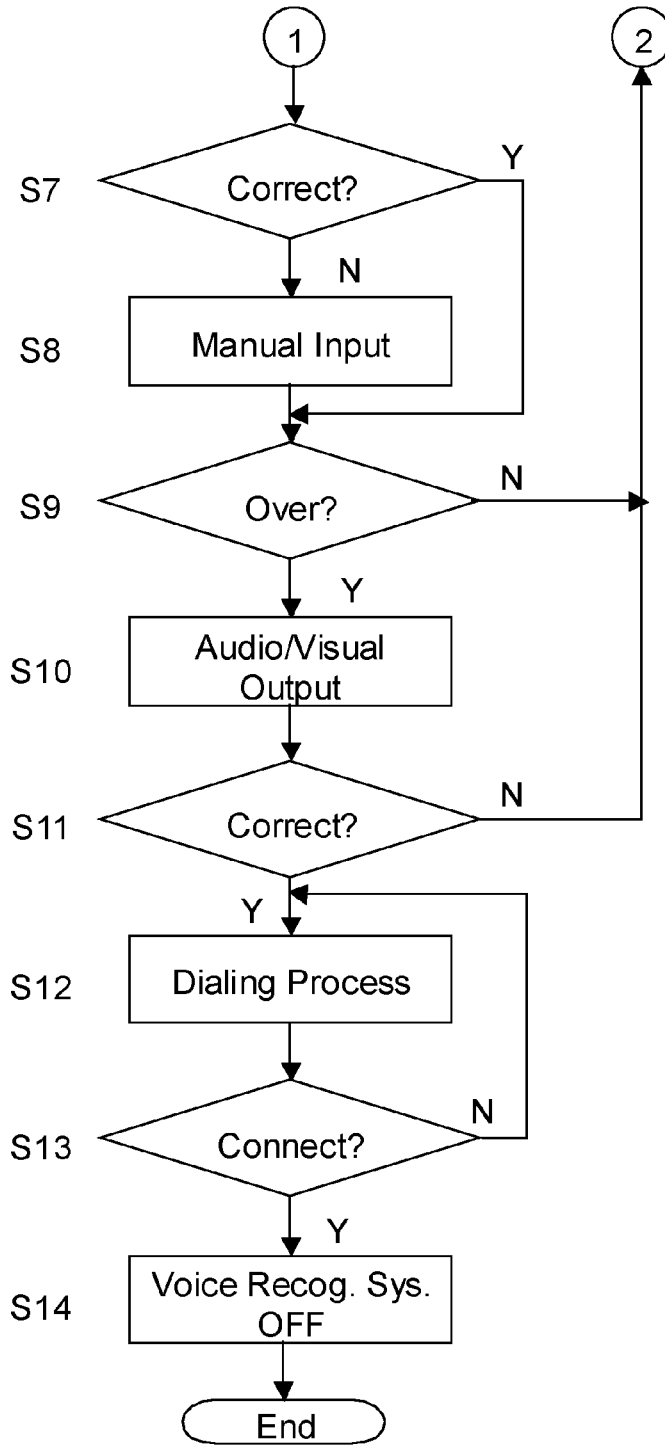 1
2
S7
Correct?
Y
N
S8
Manual Input
S9
Over?
N
Y
S10
Audio/Visual
Output
S11
Correct?
N
Y
S12
Dialing Process
S13
Connect?
N
Y
S14
Voice Recog. Sys.
OFF
End